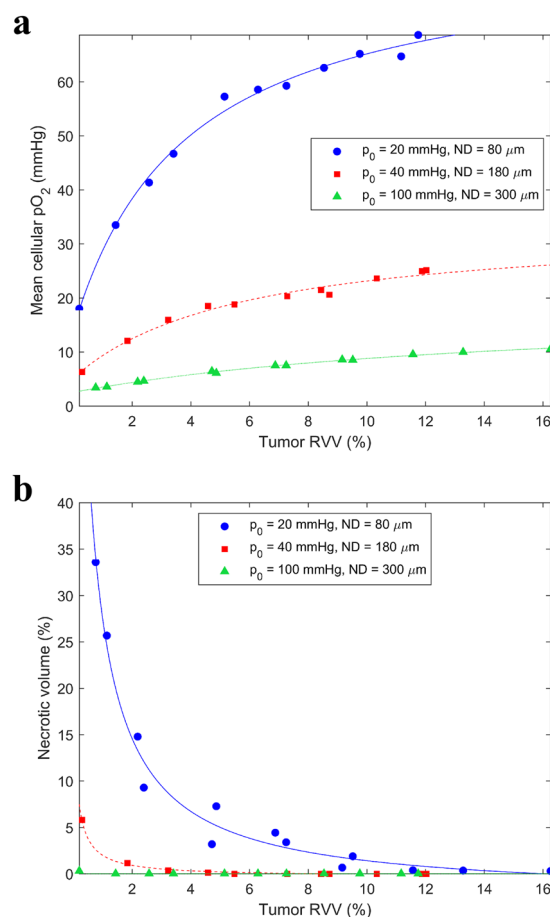 a
Mean cellular pO2 (mmHg)
60
50
40
30
20
10
0
p0 = 20 mmHg, ND = 80 μm
p0 = 40 mmHg, ND = 180 μm
p0 = 100 mmHg, ND = 300 μm
2 4 6 8 10 12 14 16
Tumor RVV (%)
b
Necrotic volume (%)
40
35
30
25
20
15
10
5
0
p0 = 20 mmHg, ND = 80 μm
p0 = 40 mmHg, ND = 180 μm
p0 = 100 mmHg, ND = 300 μm
2 4 6 8 10 12 14 16
Tumor RVV (%)